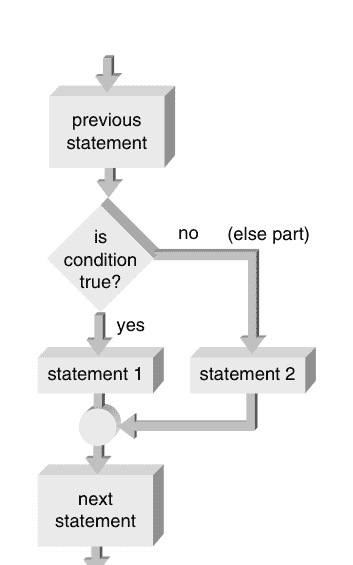 previous
statement
is
condition
true?
no (else part)
yes
statement 1
statement 2
next
statement